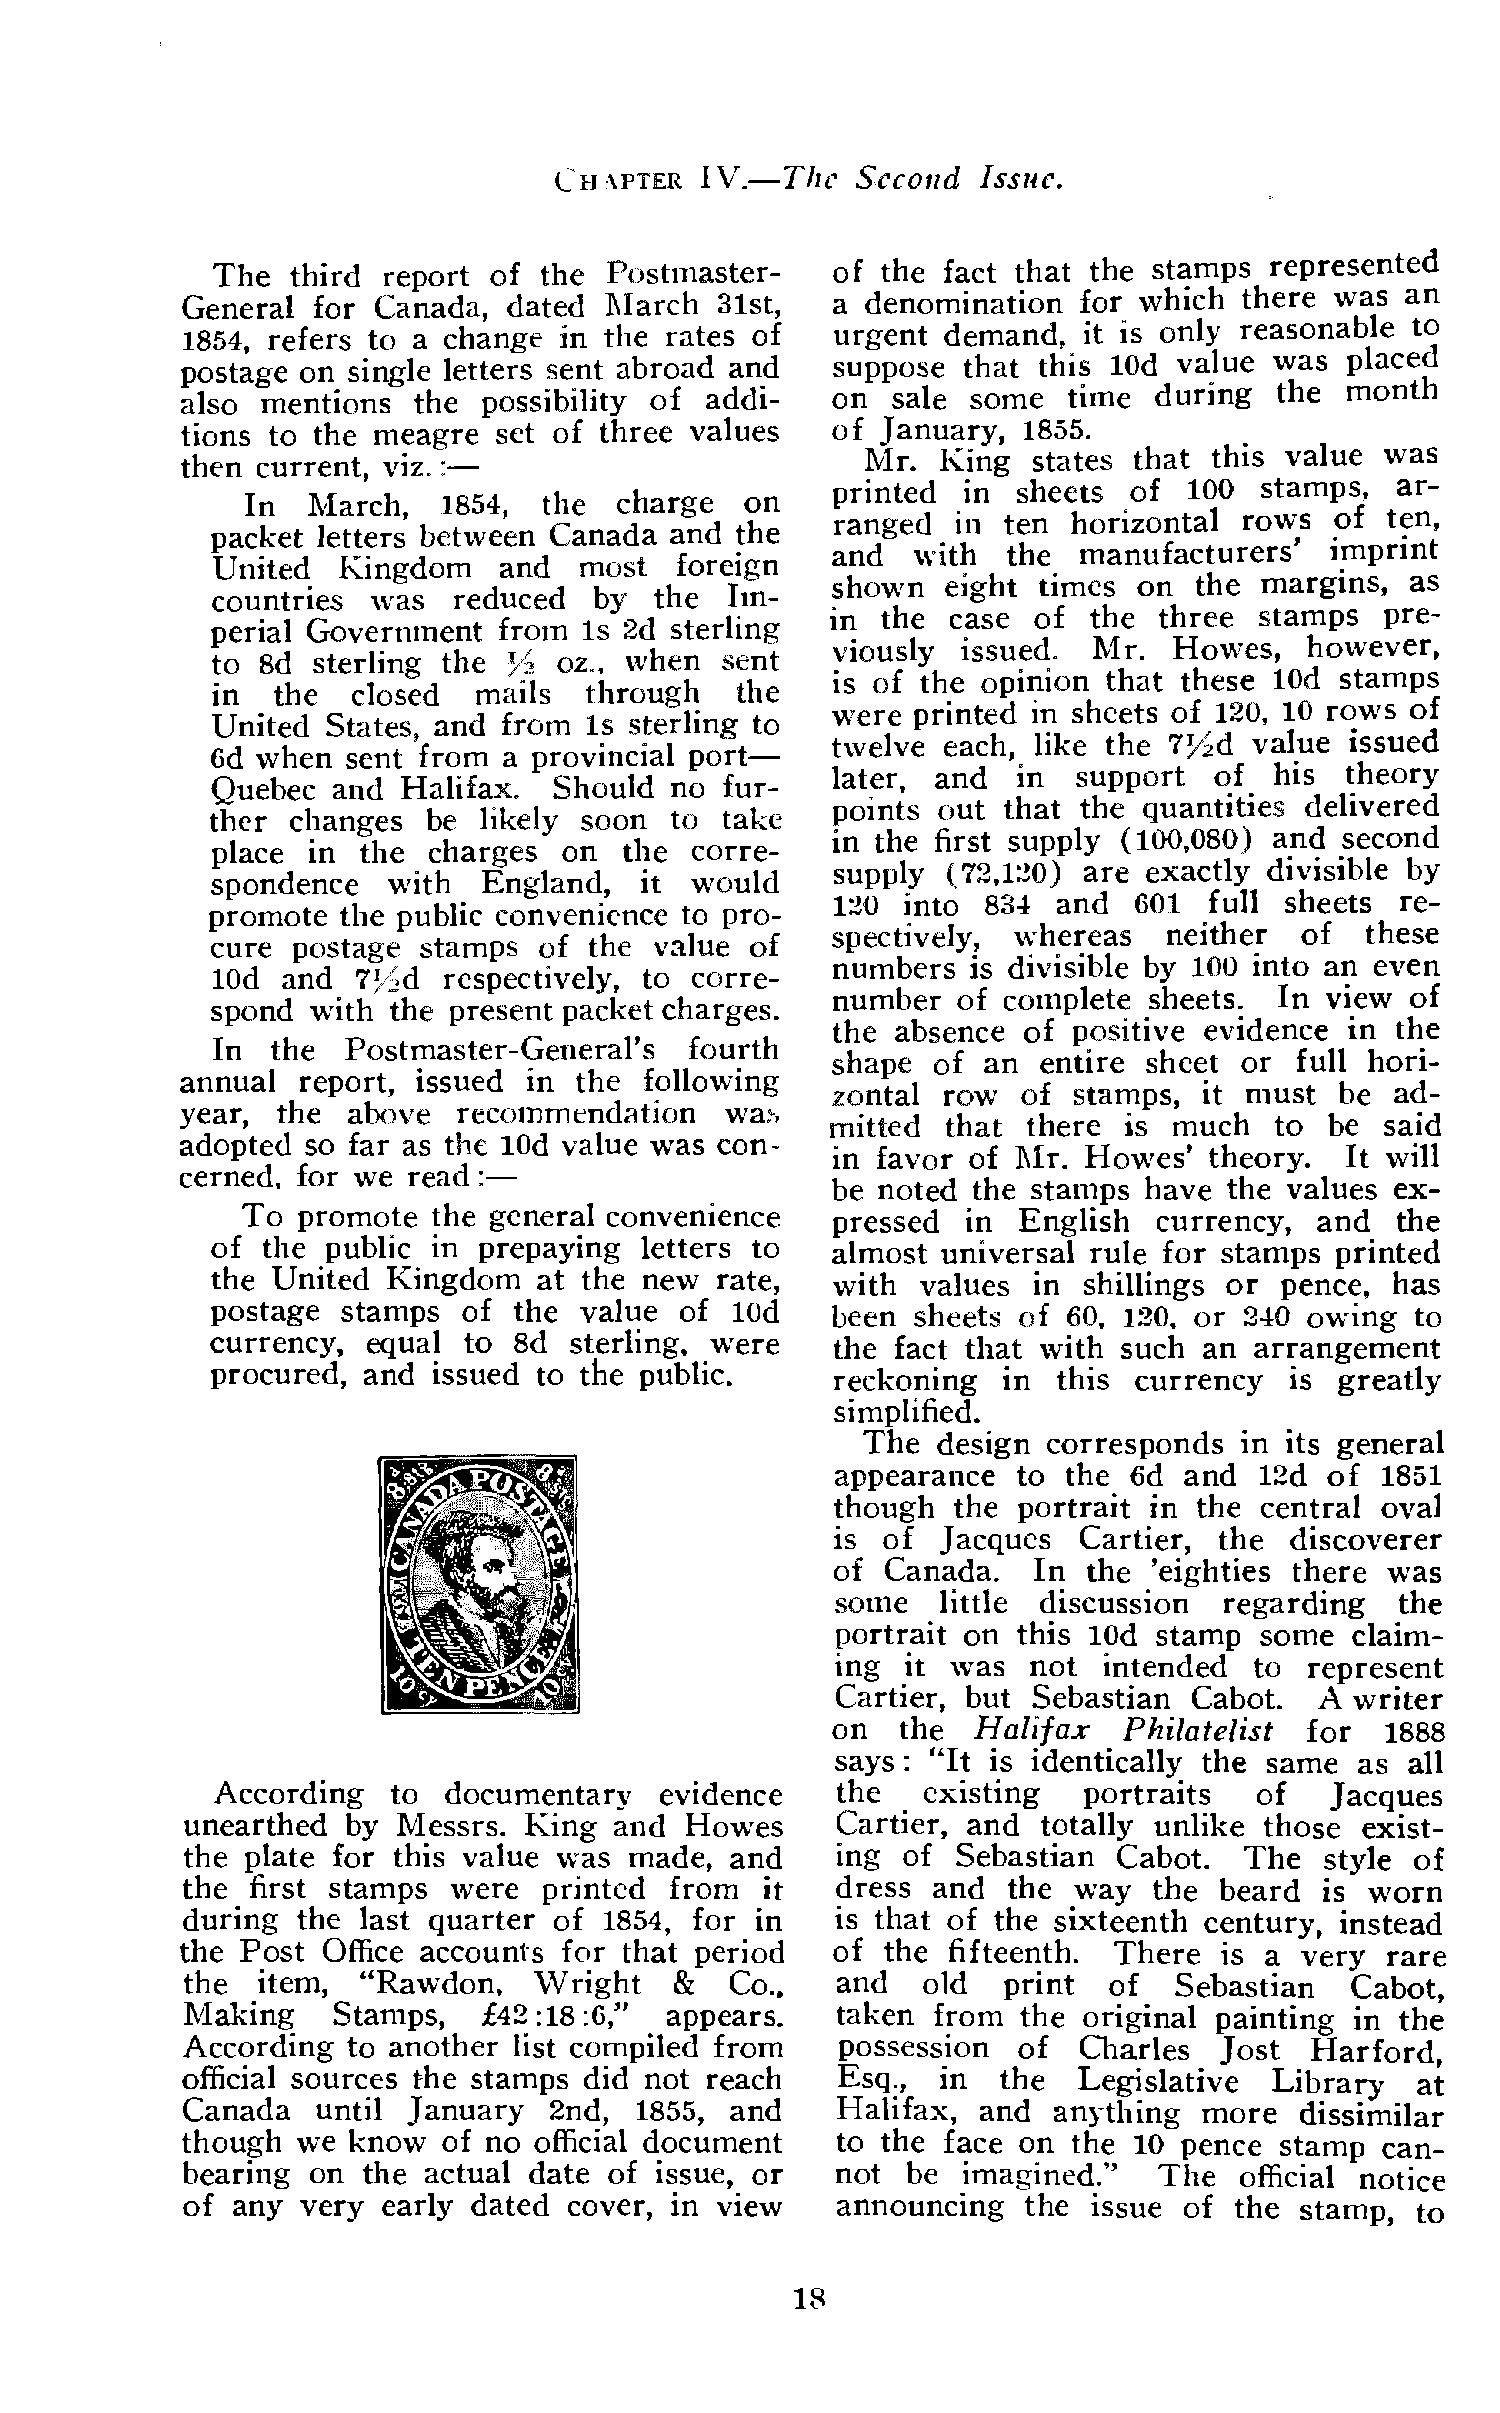 CHAPTER IV.—The Second Issue.
The third report of the Postmaster-
General for Canada, dated March 31st,
1854, refers to a change in the rates of
postage on single letters sent abroad and
also mentions the possibility of addi-
tions to the meagre set of three values
then current, viz.:—
In March, 1854, the charge on
packet letters between Canada and the
United Kingdom and most foreign
countries was reduced by the Im-
perial Government from 1s 2d sterling
to 8d sterling the ½ oz., when sent
in the closed mails through the
United States, and from 1s sterling to
6d when sent from a provincial port—
Quebec and Halifax. Should no fur-
ther changes be likely soon to take
place in the charges on the corre-
spondence with England, it would
promote the public convenience to pro-
cure postage stamps of the value of
10d and 7½d respectively, to corre-
spond with the present packet charges.
In the Postmaster-General's fourth
annual report, issued in the following
year, the above recommendation was
adopted so far as the 10d value was con-
cerned, for we read:—
To promote the general convenience
of the public in prepaying letters to
the United Kingdom at the new rate,
postage stamps of the value of 10d
currency, equal to 8d sterling, were
procured, and issued to the public.
CANADA POSTAGE
TEN PENCE
According to documentary evidence
unearthed by Messrs. King and Howes
the plate for this value was made, and
the first stamps were printed from it
during the last quarter of 1854, for in
the Post Office accounts for that period
the item, "Rawdon, Wright & Co.,
Making Stamps, £42:18:6," appears.
According to another list compiled from
official sources the stamps did not reach
Canada until January 2nd, 1855, and
though we know of no official document
bearing on the actual date of issue, or
of any very early dated cover, in view
of the fact that the stamps represented
a denomination for which there was an
urgent demand, it is only reasonable to
suppose that this 10d value was placed
on sale some time during the month
of January, 1855.
Mr. King states that this value was
printed in sheets of 100 stamps, ar-
ranged in ten horizontal rows of ten,
and with the manufacturers' imprint
shown eight times on the margins, as
in the case of the three stamps pre-
viously issued. Mr. Howes, however,
is of the opinion that these 10d stamps
were printed in sheets of 120, 10 rows of
twelve each, like the 7½d value issued
later, and in support of his theory
points out that the quantities delivered
in the first supply (100,080) and second
supply (72,120) are exactly divisible by
120 into 834 and 601 full sheets re-
spectively, whereas neither of these
numbers is divisible by 100 into an even
number of complete sheets. In view of
the absence of positive evidence in the
shape of an entire sheet or full hori-
zontal row of stamps, it must be ad-
mitted that there is much to be said
in favor of Mr. Howes' theory. It will
be noted the stamps have the values ex-
pressed in English currency, and the
almost universal rule for stamps printed
with values in shillings or pence, has
been sheets of 60, 120, or 240 owing to
the fact that with such an arrangement
reckoning in this currency is greatly
simplified.
The design corresponds in its general
appearance to the 6d and 12d of 1851
though the portrait in the central oval
is of Jacques Cartier, the discoverer
of Canada. In the 'eighties there was
some little discussion regarding the
portrait on this 10d stamp some claim-
ing it was not intended to represent
Cartier, but Sebastian Cabot. A writer
on the Halifax Philatelist for 1888
says: "It is identically the same as all
the existing portraits of Jacques
Cartier, and totally unlike those exist-
ing of Sebastian Cabot. The style of
dress and the way the beard is worn
is that of the sixteenth century, instead
of the fifteenth. There is a very rare
and old print of Sebastian Cabot,
taken from the original painting in the
possession of Charles Jost Harford,
Esq., in the Legislative Library at
Halifax, and anything more dissimilar
to the face on the 10 pence stamp can-
not be imagined." The official notice
announcing the issue of the stamp, to
18